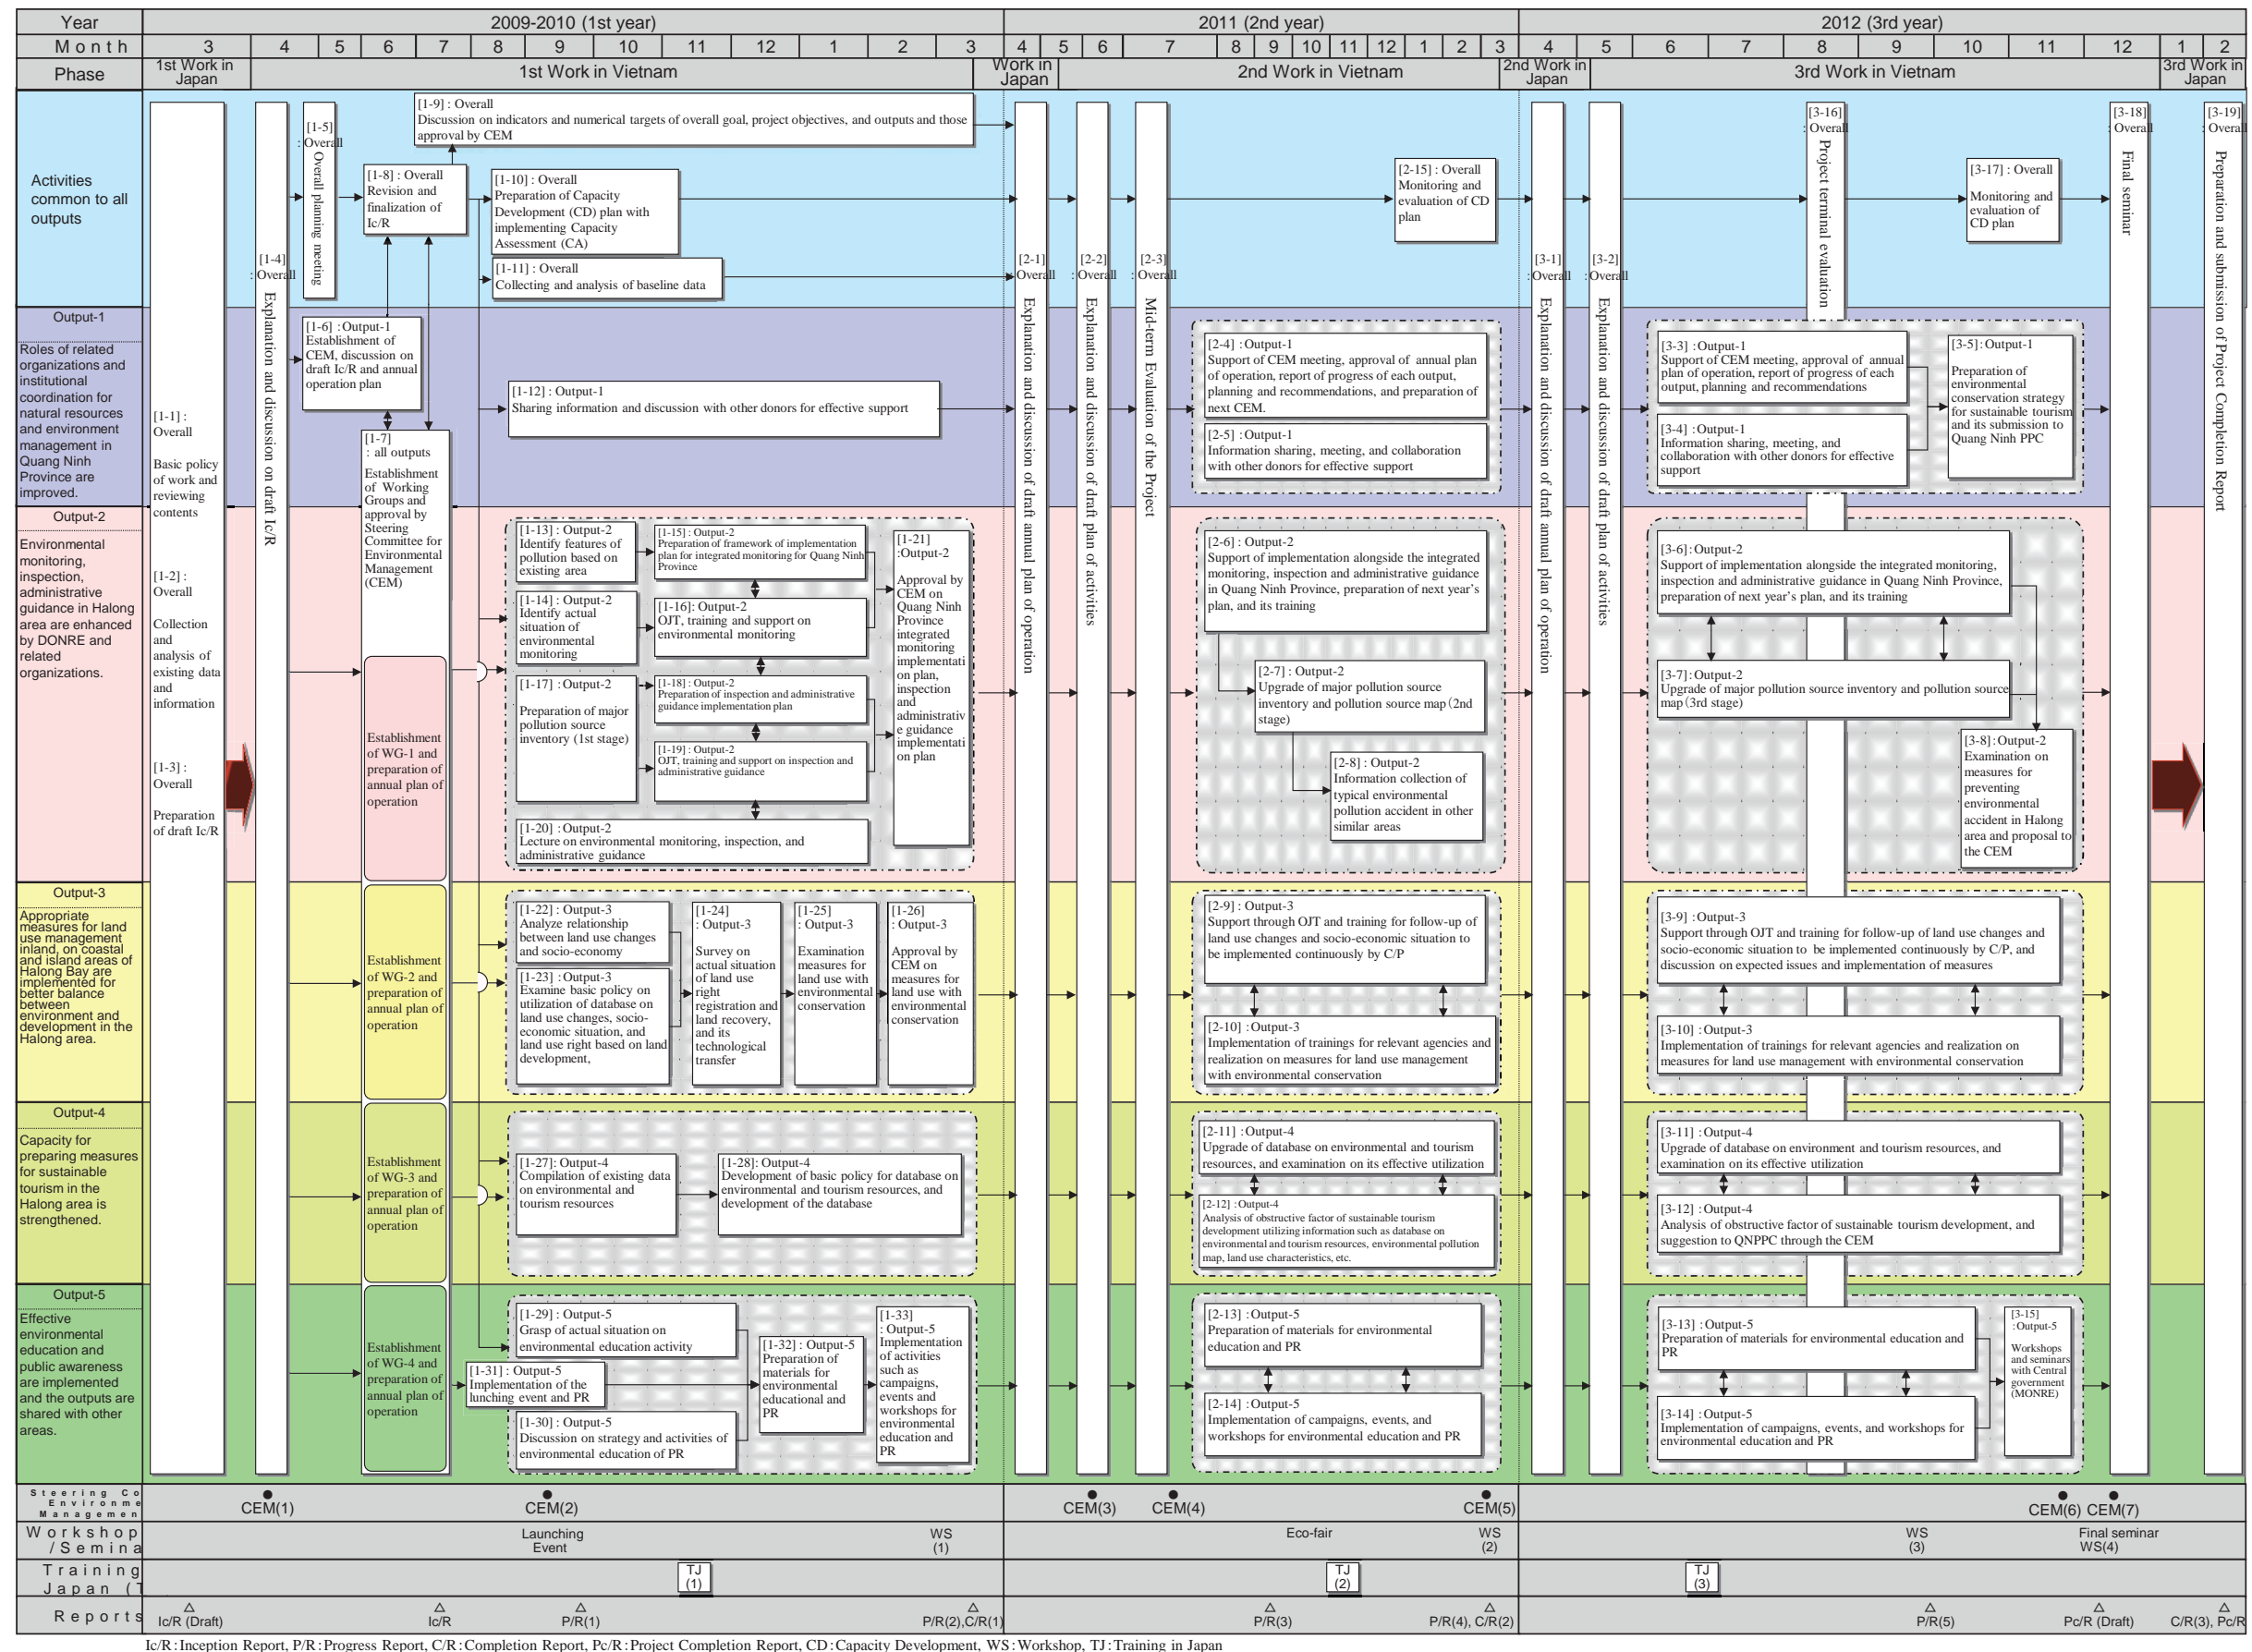 Year
2009-2010 (1st year)
2011 (2nd year)
2012 (3rd year)
Month
3 4 5 6 7 8 9 10 11 12 1 2 3 4 5 6 7 8 9 10 11 12 1 2 3 4 5 6 7 8 9 10 11 12 1 2
Phase
1st Work in
Japan
1st Work in Vietnam
Work in
Japan
2nd Work in Vietnam
2nd Work in
Japan
3rd Work in Vietnam
3rd Work in
Japan
Activities
common to all
outputs
[1-1] :
Overall
Basic policy
of work and
reviewing
contents
[1-2] :
Overall
Collection
and
analysis of
existing data
and
information
[1-3] :
Overall
Preparation
of draft Ic/R
[1-4]
: Overall
Explanation and discussion on draft Ic/R
[1-5]
: Overall
Overall planning meeting
[1-8] : Overall
Revision and
finalization of
Ic/R
[1-9] : Overall
Discussion on indicators and numerical targets of overall goal, project objectives, and outputs and those
approval by CEM
[1-10] : Overall
Preparation of Capacity
Development (CD) plan with
implementing Capacity
Assessment (CA)
[1-11] : Overall
Collecting and analysis of baseline data
[2-1]
: Overall
Explanation and discussion of draft annual plan of operation
[2-2]
: Overall
Explanation and discussion of draft plan of activities
[2-3]
: Overall
Mid-term Evaluation of the Project
[2-15] : Overall
Monitoring and
evaluation of CD
plan
[3-1]
: Overall
Explanation and discussion of draft annual plan of operation
[3-2]
: Overall
Explanation and discussion of draft plan of activities
[3-16]
: Overall
Project terminal evaluation
[3-17] : Overall
Monitoring and
evaluation of
CD plan
[3-18]
: Overall
Final seminar
[3-19]
: Overall
Preparation and submission of Project Completion Report
Output-1
Roles of related
organizations and
institutional
coordination for
natural resources
and environment
management in
Quang Ninh
Province are
improved.
[1-6] : Output-1
Establishment of
CEM, discussion on
draft Ic/R and annual
operation plan
[1-7]
: all outputs
Establishment
of Working
Groups and
approval by
Steering
Committee for
Environmental
Management
(CEM)
[1-12] : Output-1
Sharing information and discussion with other donors for effective support
[2-4] : Output-1
Support of CEM meeting, approval of annual plan
of operation, report of progress of each output,
planning and recommendations, and preparation of
next CEM.
[2-5] : Output-1
Information sharing, meeting, and collaboration
with other donors for effective support
[3-3] : Output-1
Support of CEM meeting, approval of annual
plan of operation, report of progress of each
output, planning and recommendations
[3-4] : Output-1
Information sharing, meeting, and
collaboration with other donors for effective
support
[3-5] : Output-1
Preparation of
environmental
conservation strategy
for sustainable tourism
and its submission to
Quang Ninh PPC
Output-2
Environmental
monitoring,
inspection,
administrative
guidance in Halong
area are enhanced
by DONRE and
related
organizations.
Establishment
of WG-1 and
preparation of
annual plan of
operation
[1-13] : Output-2
Identify features of
pollution based on
existing area
[1-14] : Output-2
Identify actual
situation of
environmental
monitoring
[1-15] : Output-2
Preparation of framework of implementation
plan for integrated monitoring for Quang Ninh
Province
[1-16]: Output-2
OJT, training and support on
environmental monitoring
[1-17] : Output-2
Preparation of major
pollution source
inventory (1st stage)
[1-18] : Output-2
Preparation of inspection and administrative
guidance implementation plan
[1-19] : Output-2
OJT, training and support on inspection and
administrative guidance
[1-20] : Output-2
Lecture on environmental monitoring, inspection, and
administrative guidance
[1-21]
:Output-2
Approval by
CEM on
Quang Ninh
Province
integrated
monitoring
implementati
on plan,
inspection
and
administrativ
e guidance
implementati
on plan
[2-6] : Output-2
Support of implementation alongside the integrated
monitoring, inspection and administrative guidance
in Quang Ninh Province, preparation of next year's
plan, and its training
[2-7] : Output-2
Upgrade of major pollution source
inventory and pollution source map (2nd
stage)
[2-8] : Output-2
Information collection of
typical environmental
pollution accident in other
similar areas
[3-6] : Output-2
Support of implementation alongside the integrated monitoring,
inspection and administrative guidance in Quang Ninh Province,
preparation of next year's plan, and its training
[3-7] : Output-2
Upgrade of major pollution source inventory and pollution source
map (3rd stage)
[3-8] : Output-2
Examination on
measures for
preventing
environmental
accident in Halong
area and proposal to
the CEM
Output-3
Appropriate
measures for land
use management
inland, on coastal
and island areas of
Halong Bay are
implemented for
better balance
between
environment and
development in the
Halong area.
Establishment
of WG-2 and
preparation of
annual plan of
operation
[1-22] : Output-3
Analyze relationship
between land use changes
and socio-economy
[1-23] : Output-3
Examine basic policy on
utilization of database on
land use changes, socio-
economic situation, and
land use right based on land
development,
[1-24]
: Output-3
Survey on
actual situation
of land use
right
registration and
land recovery,
and its
technological
transfer
[1-25]
: Output-3
Examination
measures for
land use with
environmental
conservation
[1-26]
: Output-3
Approval by
CEM on
measures for
land use with
environmental
conservation
[2-9] : Output-3
Support through OJT and training for follow-up of
land use changes and socio-economic situation to
be implemented continuously by C/P
[2-10] : Output-3
Implementation of trainings for relevant agencies and
realization on measures for land use management
with environmental conservation
[3-9] : Output-3
Support through OJT and training for follow-up of land use changes and
socio-economic situation to be implemented continuously by C/P, and
discussion on expected issues and implementation of measures
[3-10] : Output-3
Implementation of trainings for relevant agencies and realization on
measures for land use management with environmental conservation
Output-4
Capacity for
preparing measures
for sustainable
tourism in the
Halong area is
strengthened.
Establishment
of WG-3 and
preparation of
annual plan of
operation
[1-27]: Output-4
Compilation of existing data
on environmental and
tourism resources
[1-28]: Output-4
Development of basic policy for database on
environmental and tourism resources, and
development of the database
[2-11] : Output-4
Upgrade of database on environmental and tourism
resources, and examination on its effective utilization
[2-12] : Output-4
Analysis of obstructive factor of sustainable tourism
development utilizing information such as database on
environmental and tourism resources, environmental pollution
map, land use characteristics, etc.
[3-11] : Output-4
Upgrade of database on environment and tourism resources, and
examination on its effective utilization
[3-12] : Output-4
Analysis of obstructive factor of sustainable tourism development, and
suggestion to QNPPC through the CEM
Output-5
Effective
environmental
education and
public awareness
are implemented
and the outputs are
shared with other
areas.
Establishment
of WG-4 and
preparation of
annual plan of
operation
[1-29] : Output-5
Grasp of actual situation on
environmental education activity
[1-31] : Output-5
Implementation of the
lunching event and PR
[1-30] : Output-5
Discussion on strategy and activities of
environmental education of PR
[1-32] : Output-5
Preparation of
materials for
environmental
educational and
PR
[1-33]
: Output-5
Implementation
of activities
such as
campaigns,
events and
workshops for
environmental
education and
PR
[2-13] : Output-5
Preparation of materials for environmental
education and PR
[2-14] : Output-5
Implementation of campaigns, events, and
workshops for environmental education and PR
[3-13] : Output-5
Preparation of materials for environmental education and
PR
[3-14] : Output-5
Implementation of campaigns, events, and workshops for
environmental education and PR
[3-15]
:Output-5
Workshops
and seminars
with Central
government
(MONRE)
Steering Co
Environme
Managemen
CEM(1)
CEM(2)
CEM(3)
CEM(4)
CEM(5)
CEM(6) CEM(7)
Workshop
/Semina
Launching
Event
WS
(1)
Eco-fair
WS
(2)
WS
(3)
Final seminar
WS(4)
Training
Japan (T
TJ
(1)
TJ
(2)
TJ
(3)
Reports
Ic/R (Draft)
Ic/R
P/R(1)
P/R(2),C/R(1)
P/R(3)
P/R(4), C/R(2)
P/R(5)
Pc/R (Draft)
C/R(3), Pc/R
Ic/R : Inception Report, P/R : Progress Report, C/R : Completion Report, Pc/R : Project Completion Report, CD : Capacity Development, WS : Workshop, TJ : Training in Japan